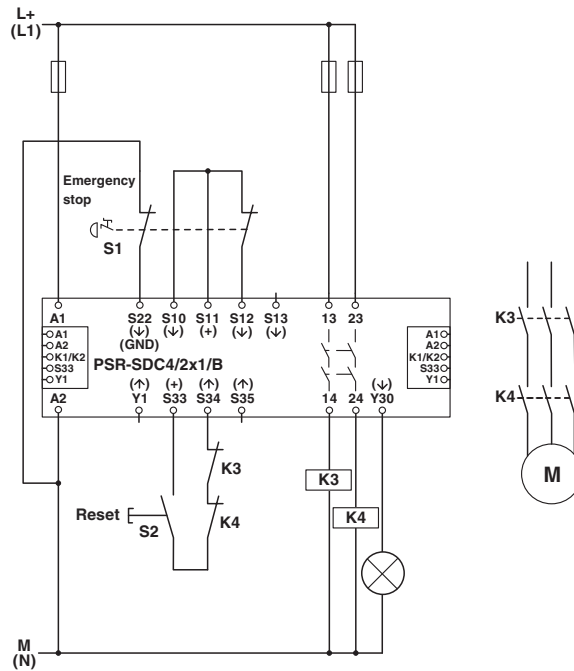 L+
(L1)
Emergency
stop
S1
A1 S22 S10 S11 S12 S13 13 23
(↓) (↓) (+) (↓) (↓)
(GND)
A1
A2
K1/K2
S33
Y1
PSR-SDC4/2x1/B
A1
A2
K1/K2
S33
Y1
(↑) (+) (↑) (↑) (↓)
A2 Y1 S33 S34 S35 14 24 Y30
K3
K4
M
K3
K4
Reset
S2
K3
K4
M
(N)